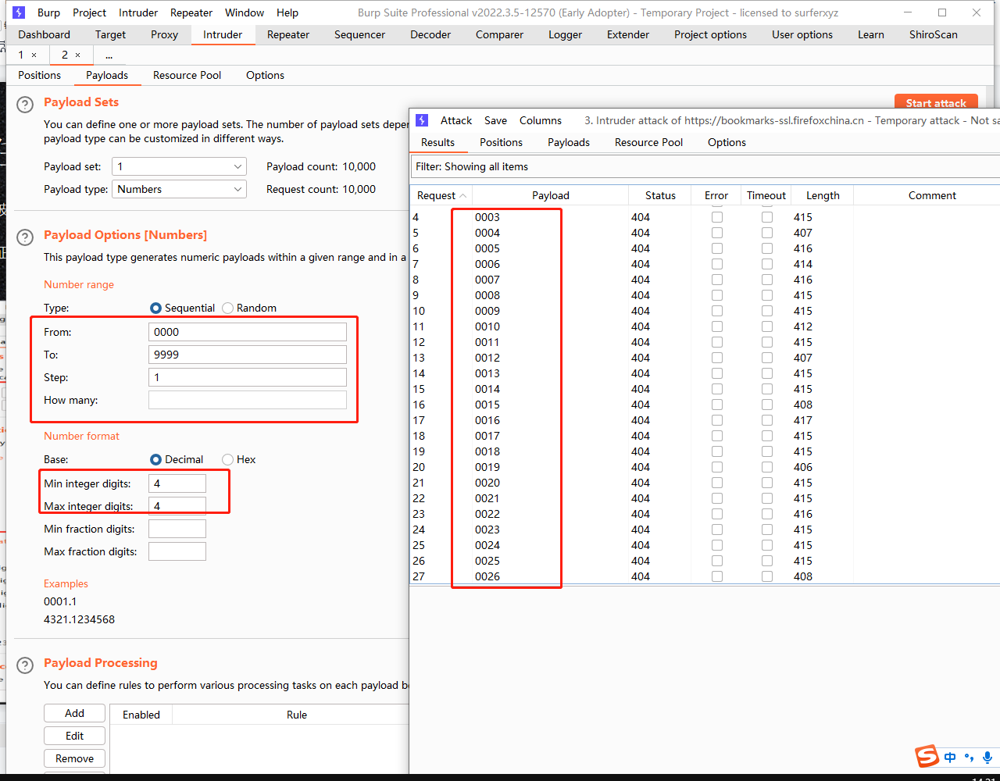 Burp Project Intruder Repeater Window Help Burp Suite Professional v2022.3.5-12570 (Early Adopter) - Temporary Project - licensed to surferxyz
Dashboard Target Proxy Intruder Repeater Sequencer Decoder Comparer Logger Extender Project options User options Learn ShiroScan
1 × 2 × ...
Positions Payloads Resource Pool Options
Payload Sets
Start attack
You can define one or more payload sets. The number of payload sets deper
payload type can be customized in different ways.
Payload set: 1 Payload count: 10,000
Payload type: Numbers Request count: 10,000
Payload Options [Numbers]
This payload type generates numeric payloads within a given range and in a
Number range
Type: Sequential Random
From: 0000
To: 9999
Step: 1
How many:
Number format
Base: Decimal Hex
Min integer digits: 4
Max integer digits: 4
Min fraction digits:
Max fraction digits:
Examples
0001.1
4321.1234568
Payload Processing
You can define rules to perform various processing tasks on each payload b
Add Enabled Rule
Edit
Remove
Attack Save Columns 3. Intruder attack of https://bookmarks-ssl.firefoxchina.cn - Temporary attack - Not sa
Results Positions Payloads Resource Pool Options
Filter: Showing all items
Request Payload Status Error Timeout Length Comment
4 0003 404 415
5 0004 404 407
6 0005 404 416
7 0006 404 414
8 0007 404 416
9 0008 404 415
10 0009 404 415
11 0010 404 412
12 0011 404 415
13 0012 404 407
14 0013 404 415
15 0014 404 415
16 0015 404 408
17 0016 404 417
18 0017 404 415
19 0018 404 415
20 0019 404 406
21 0020 404 415
22 0021 404 415
23 0022 404 416
24 0023 404 415
25 0024 404 415
26 0025 404 415
27 0026 404 408
S 中 °,